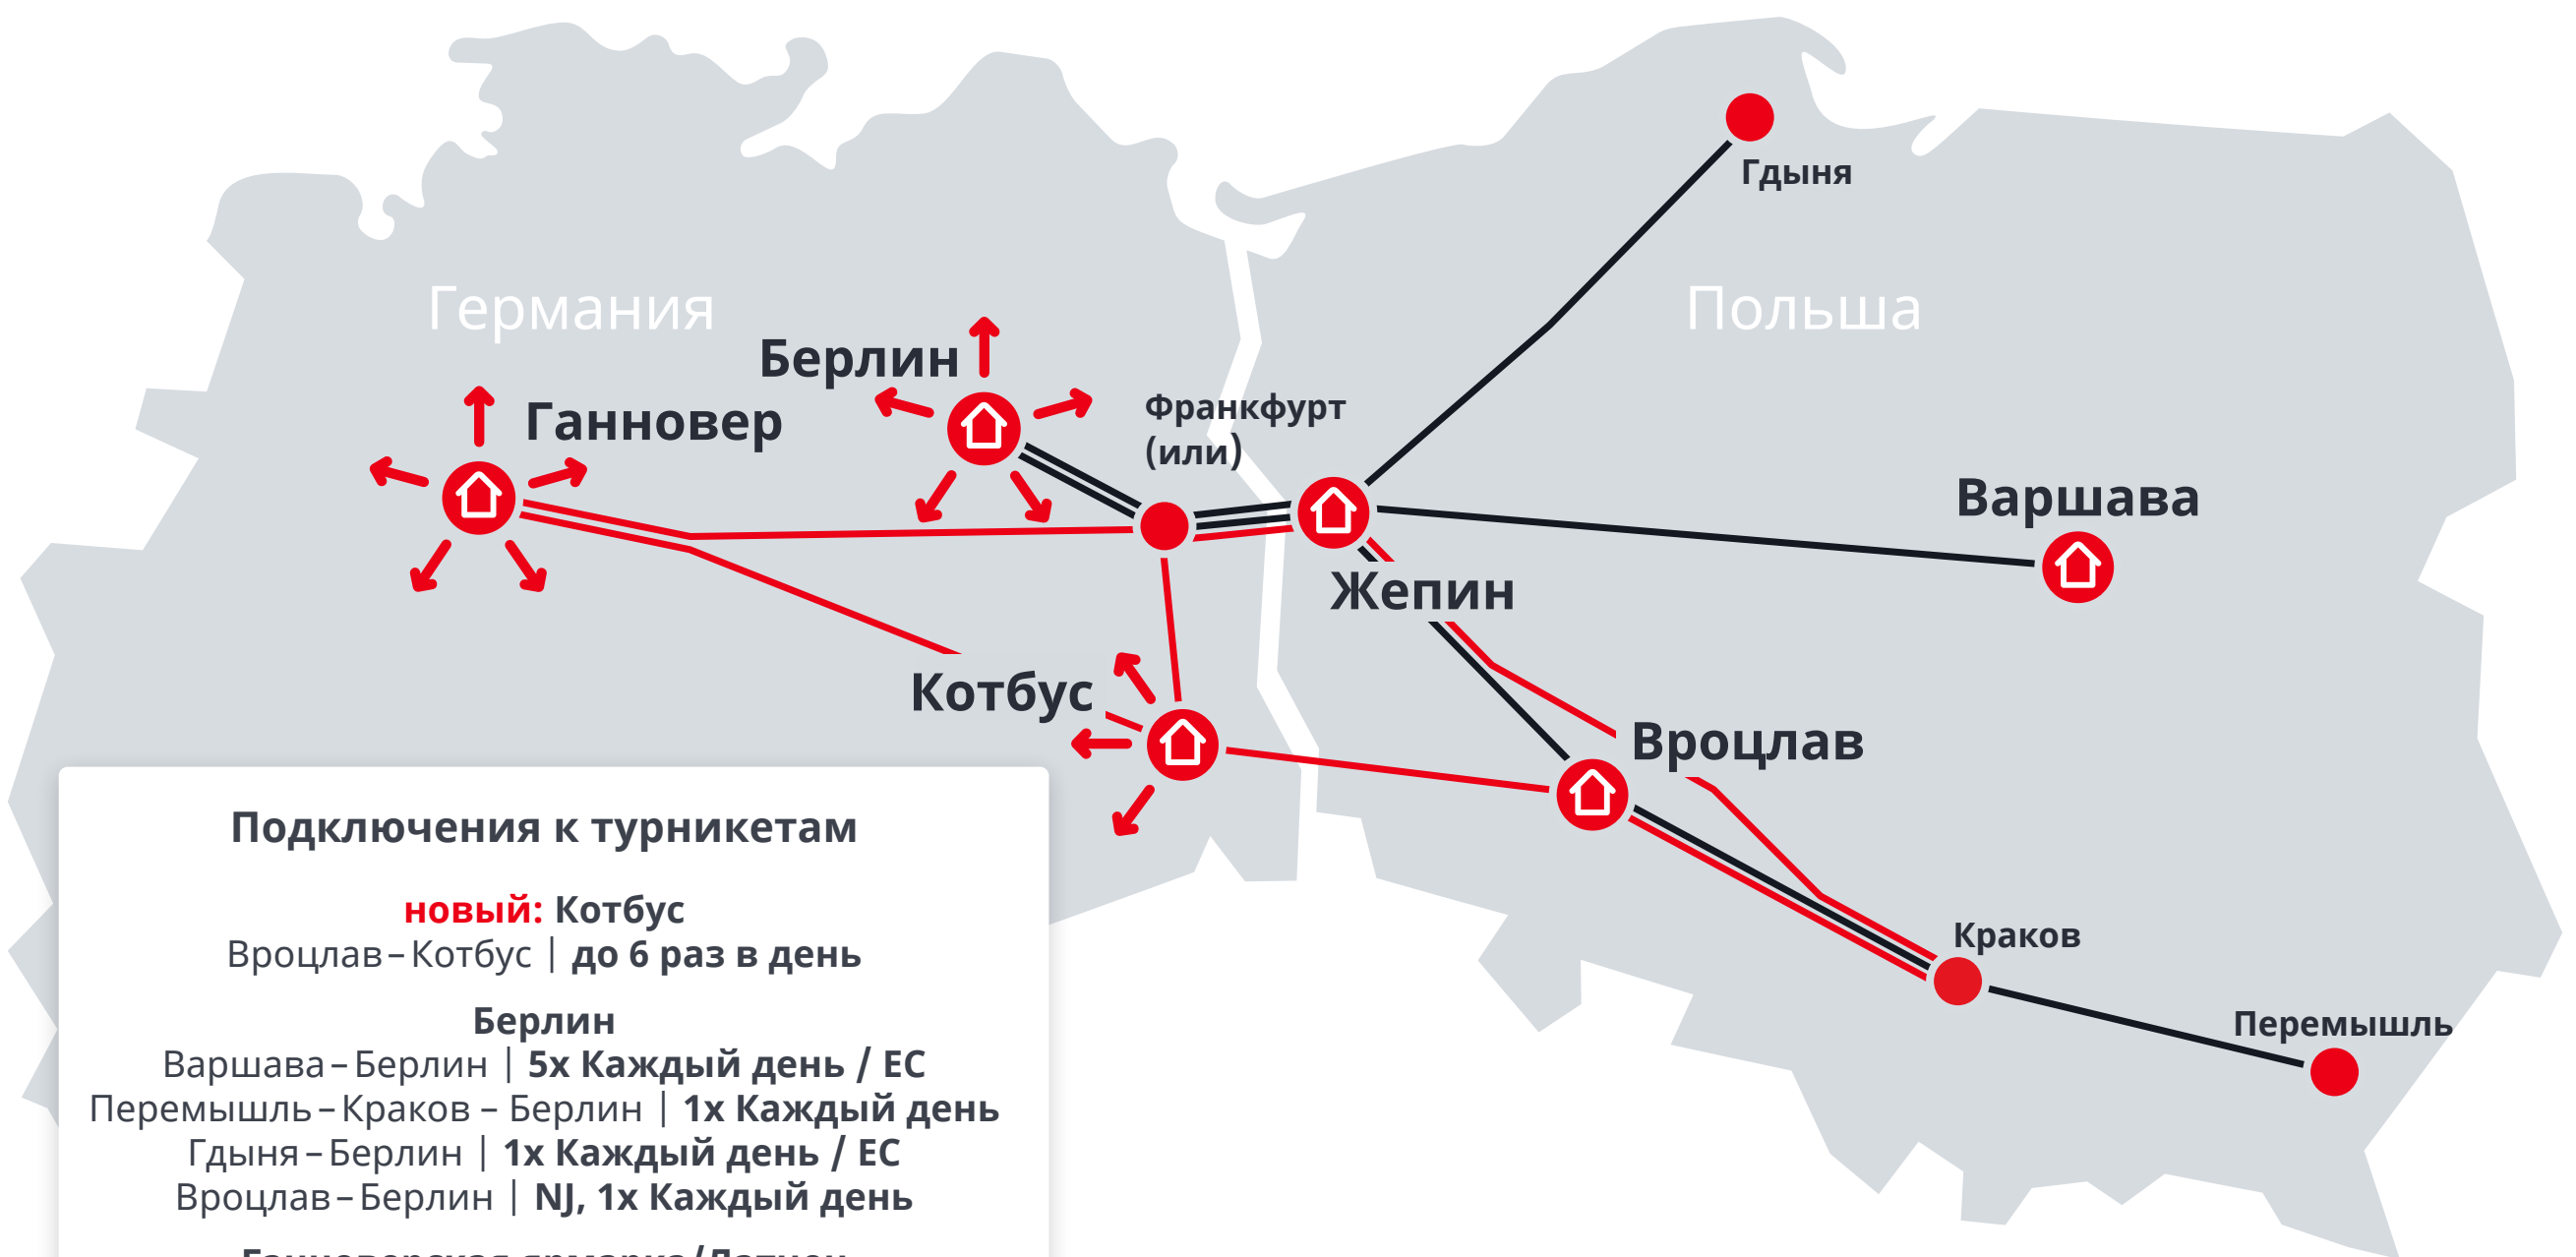 Гдыня
Германия
Польша
Берлин
Ганновер
Франкфурт
(или)
Варшава
Жепин
Котбус
Вроцлав
Краков
Перемышль
Подключения к турникетам
новый: Котбус
Вроцлав–Котбус | до 6 раз в день
Берлин
Варшава–Берлин | 5x Каждый день / EC
Перемышль–Краков – Берлин | 1x Каждый день
Гдыня–Берлин | 1x Каждый день / EC
Вроцлав–Берлин | NJ, 1x Каждый день